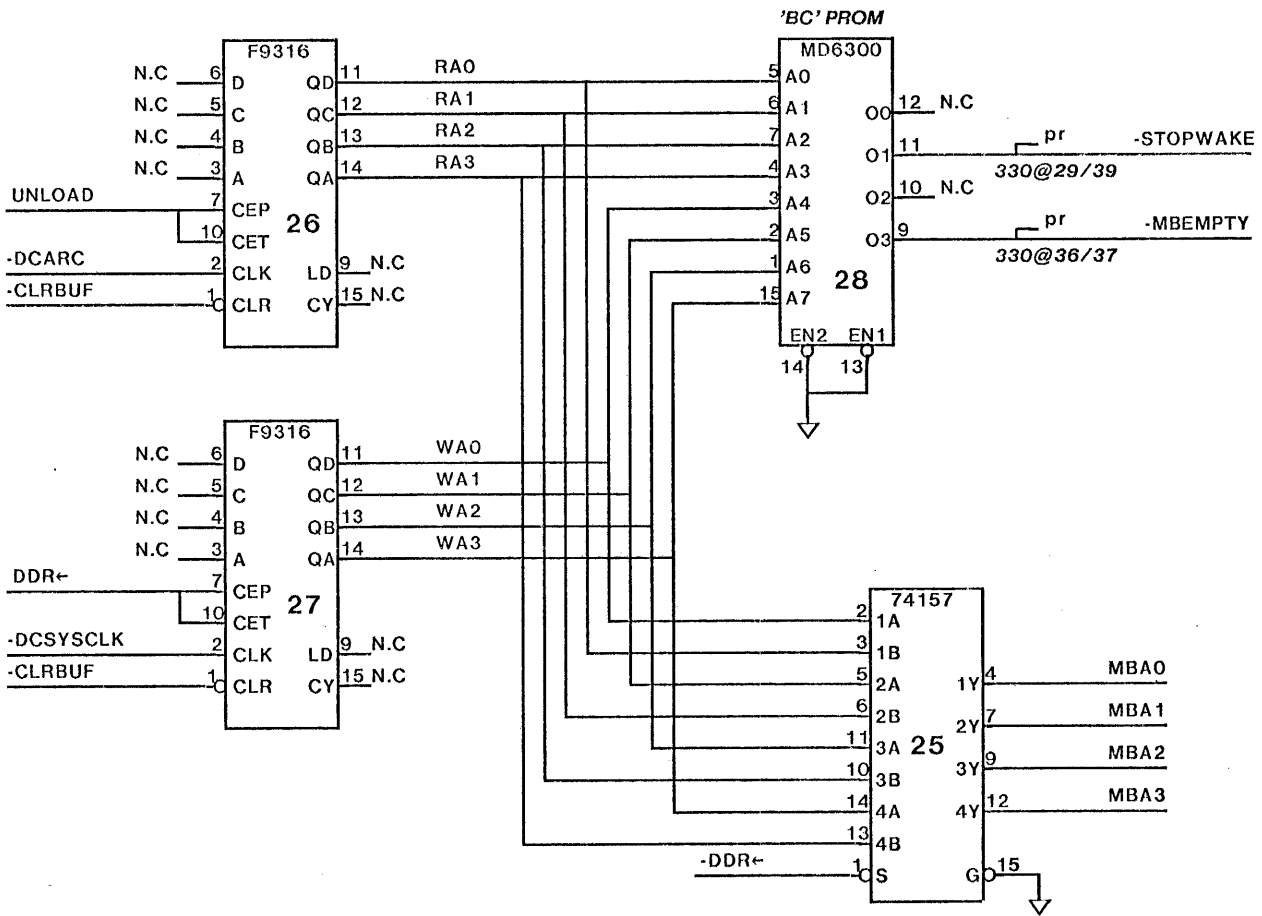 'BC' PROM
F9316
MD6300
N.C 6 D QD 11 RA0 5 A0
N.C 5 C QC 12 RA1 6 A1 O0 12 N.C
N.C 4 B QB 13 RA2 7 A2 O1 11 pr -STOPWAKE
330@29/39
N.C 3 A QA 14 RA3 4 A3
UNLOAD 7 CEP 3 A4 O2 10 N.C
26
10 CET 2 A5 O3 9 pr -MBEMPTY
330@36/37
-DCARC 2 CLK LD 9 N.C 1 A6
28
-CLRBUF 1 CLR CY 15 N.C 15 A7
EN2 EN1
14 13
F9316
N.C 6 D QD 11 WA0
N.C 5 C QC 12 WA1
N.C 4 B QB 13 WA2
N.C 3 A QA 14 WA3
DDR← 7 CEP
27
10 CET
-DCSYSCLK 2 CLK LD 9 N.C
-CLRBUF 1 CLR CY 15 N.C
74157
2 1A
3 1B
5 2A 1Y 4 MBA0
6 2B 2Y 7 MBA1
11 3A 25
10 3B 3Y 9 MBA2
14 4A 4Y 12 MBA3
13 4B
-DDR← 1 S G 15